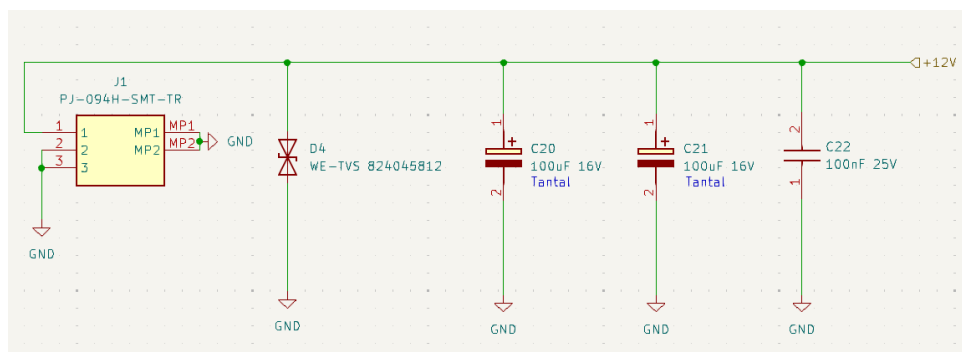 +12V
J1
PJ-094H-SMT-TR
1 1 MP1 MP1
2 2 MP2 MP2
3 3
GND
GND
D4
WE-TVS 824045812
GND
1
+
C20
100uF 16V
Tantal
2
GND
1
+
C21
100uF 16V
Tantal
2
GND
2
C22
100nF 25V
1
GND